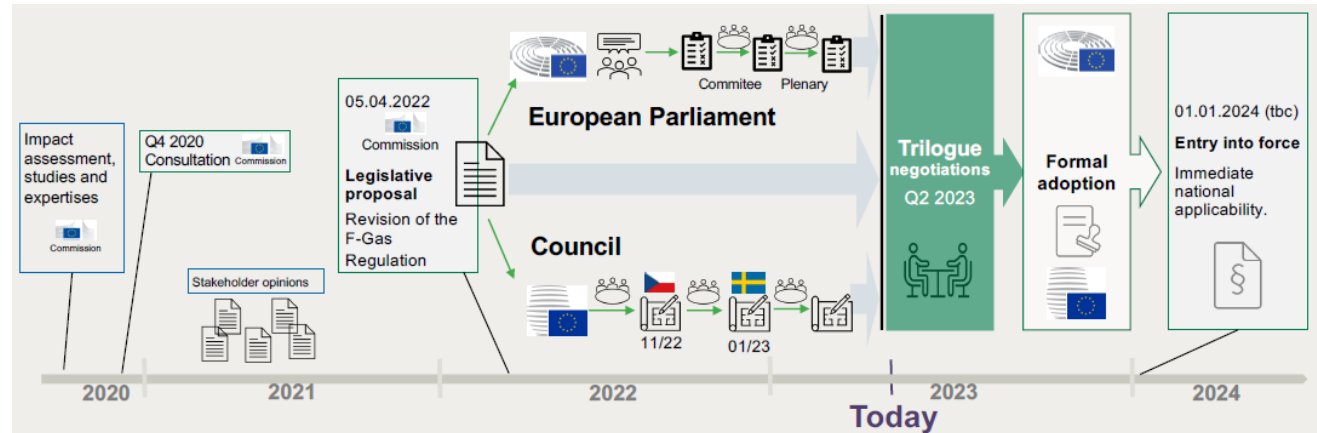 Impact
assessment,
studies and
expertises
Commission
Q4 2020
Consultation
Commission
Stakeholder opinions
05.04.2022
Commission
Legislative
proposal
Revision of the
F-Gas
Regulation
Commitee
Plenary
European Parliament
Council
11/22
01/23
Trilogue
negotiations
Q2 2023
Formal
adoption
01.01.2024 (tbc)
Entry into force
Immediate
national
applicability.
§
2020
2021
2022
2023
2024
Today